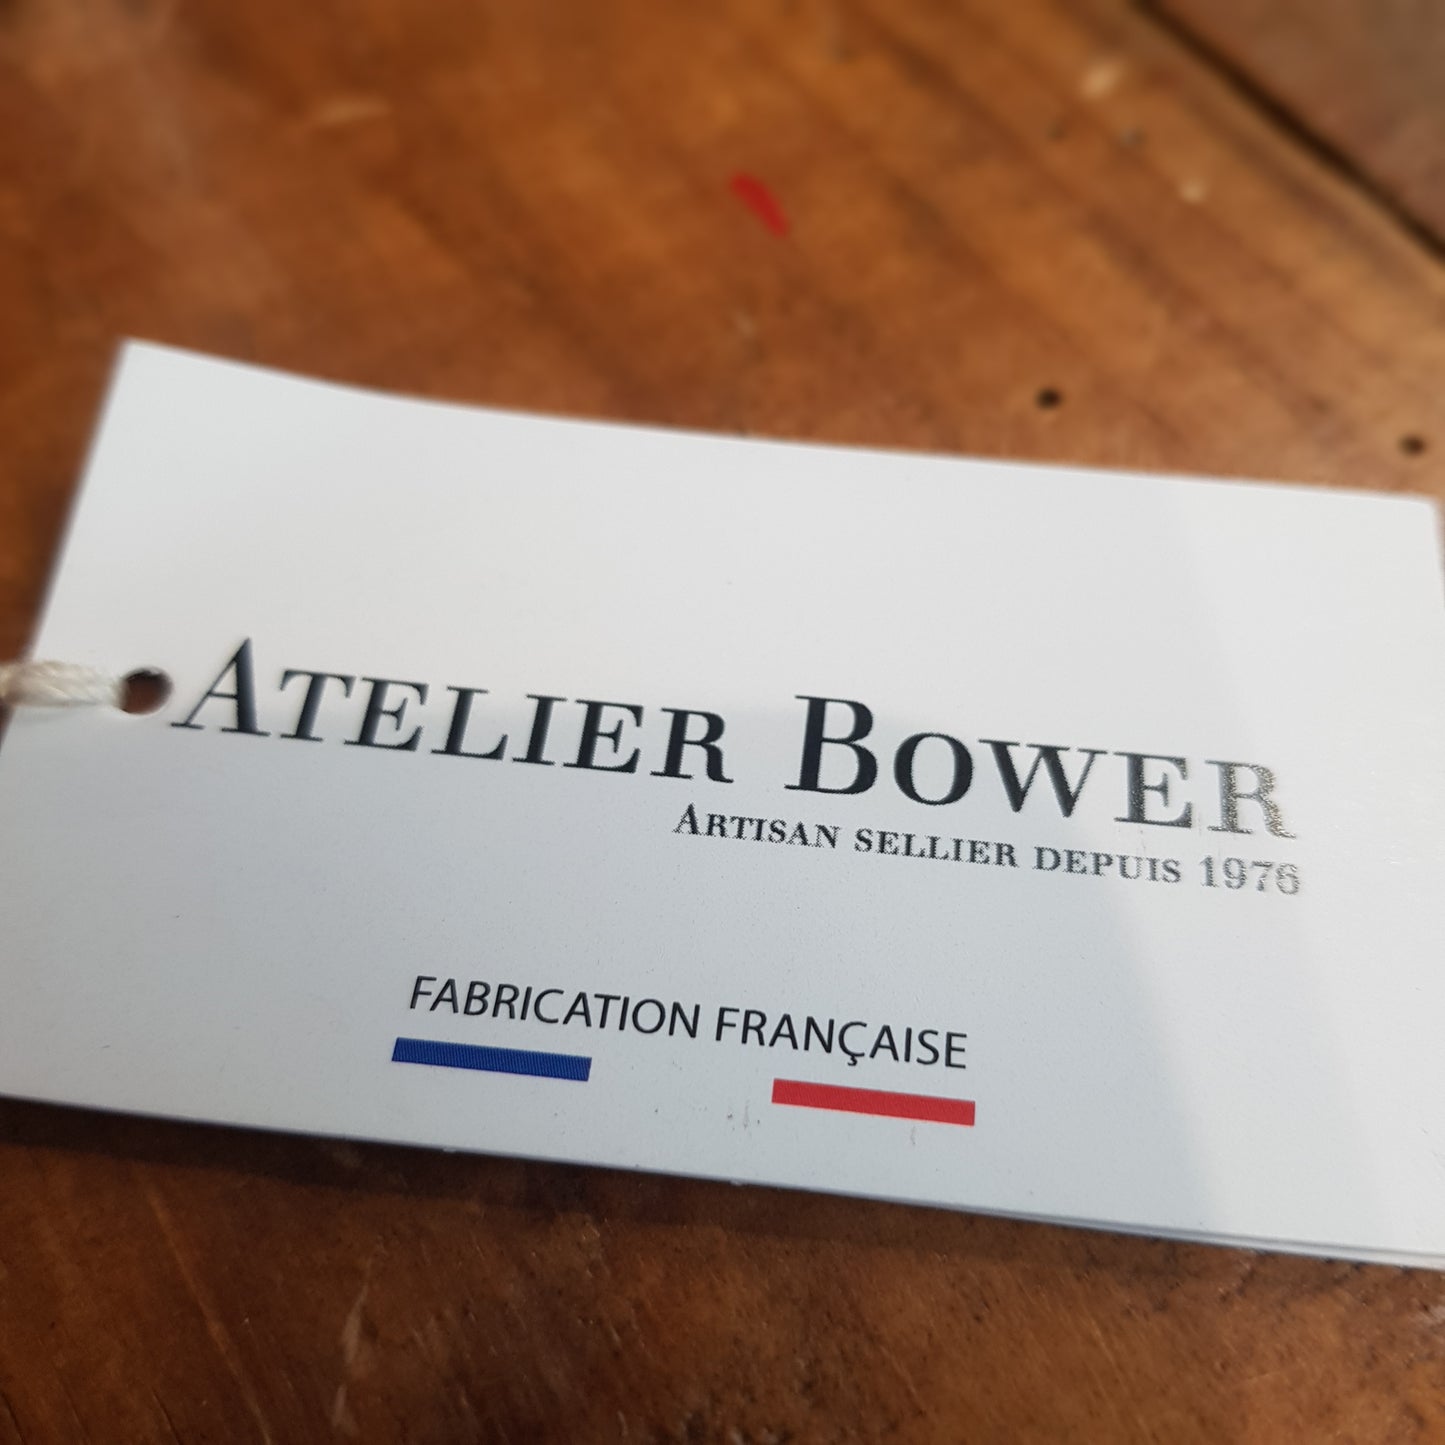 ATELIER BOWER
ARTISAN SELLIER DEPUIS 1976
FABRICATION FRANÇAISE